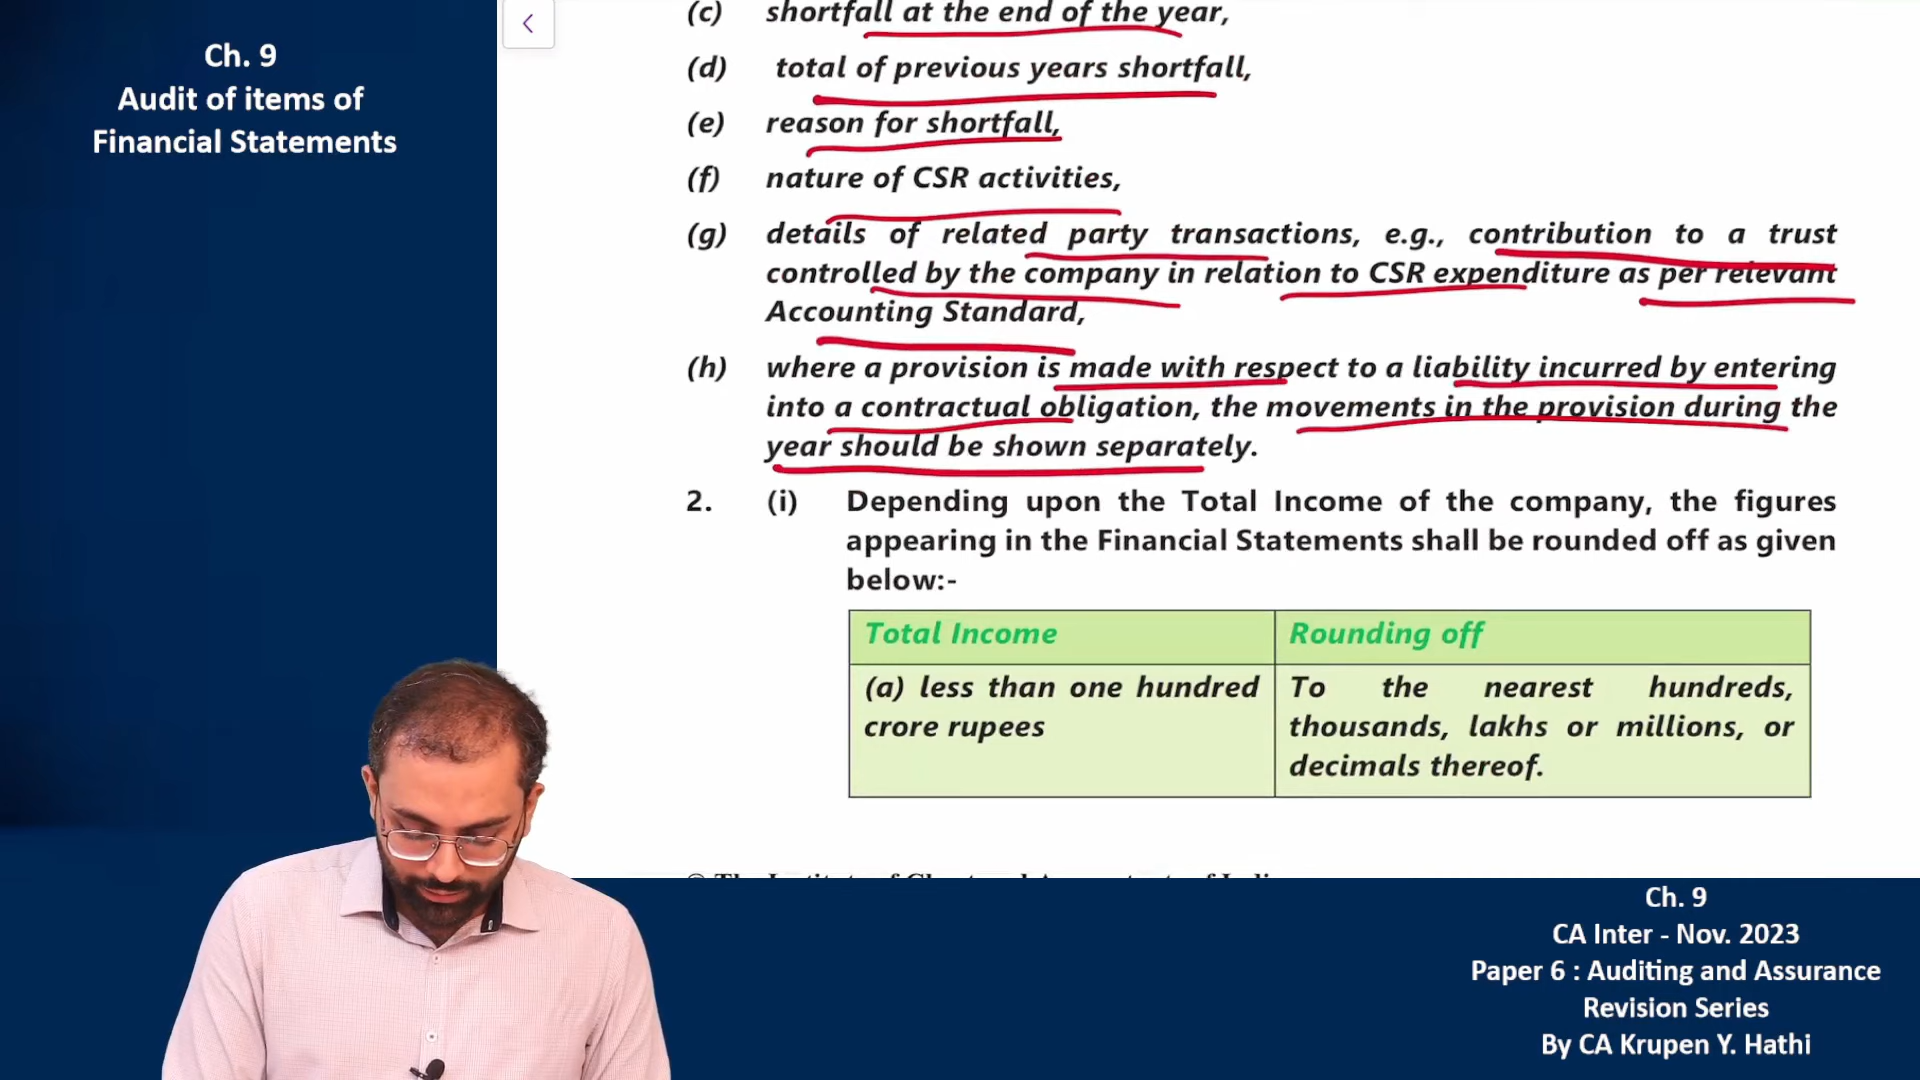 Ch. 9
Audit of items of
Financial Statements
(c) shortfall at the end of the year,
(d) total of previous years shortfall,
(e) reason for shortfall,
(f) nature of CSR activities,
(g) details of related party transactions, e.g., contribution to a trust
controlled by the company in relation to CSR expenditure as per relevant
Accounting Standard,
(h) where a provision is made with respect to a liability incurred by entering
into a contractual obligation, the movements in the provision during the
year should be shown separately.
2. (i) Depending upon the Total Income of the company, the figures
appearing in the Financial Statements shall be rounded off as given
below:-
Total Income Rounding off
(a) less than one hundred To the nearest hundreds,
crore rupees thousands, lakhs or millions, or
decimals thereof.
Ch. 9
CA Inter - Nov. 2023
Paper 6 : Auditing and Assurance
Revision Series
By CA Krupen Y. Hathi